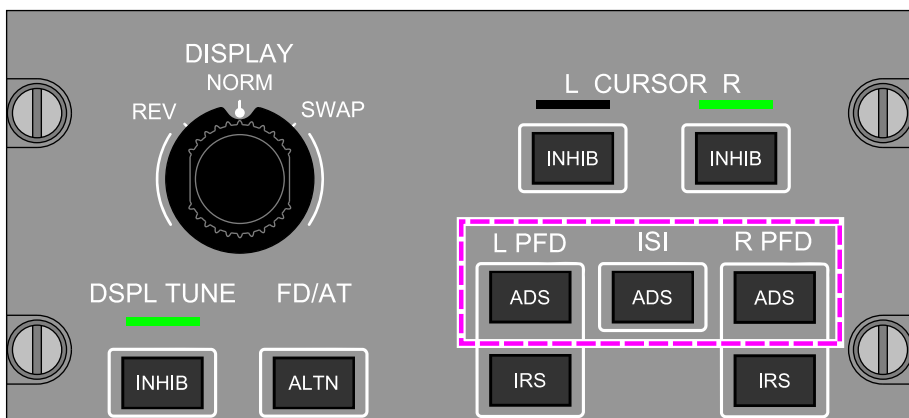 DISPLAY
NORM
REV SWAP
L CURSOR R
INHIB INHIB
L PFD ISI R PFD
ADS ADS ADS
DSPL TUNE FD/AT
INHIB ALTN IRS IRS